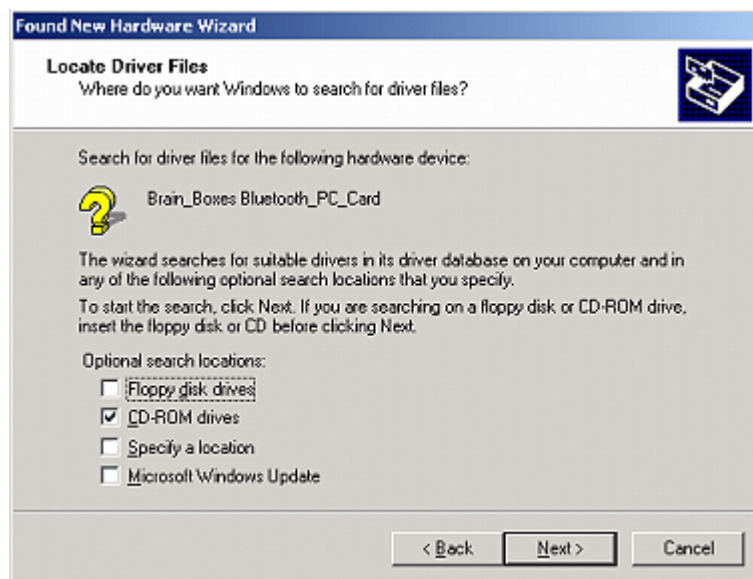 Found New Hardware Wizard
Locate Driver Files
Where do you want Windows to search for driver files?
Search for driver files for the following hardware device:
Brain_Boxes Bluetooth_PC_Card
The wizard searches for suitable drivers in its driver database on your computer and in
any of the following optional search locations that you specify.
To start the search, click Next. If you are searching on a floppy disk or CD-ROM drive,
insert the floppy disk or CD before clicking Next.
Optional search locations:
Floppy disk drives
CD-ROM drives
Specify a location
Microsoft Windows Update
< Back Next > Cancel